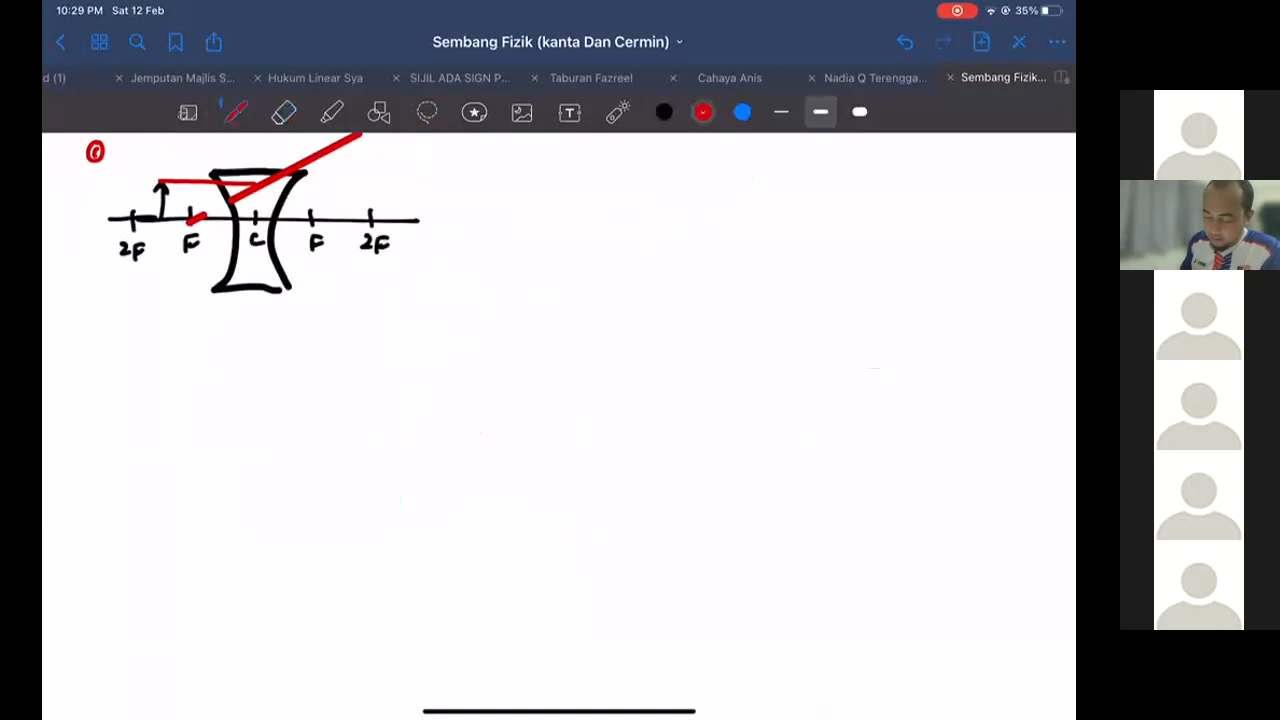 10:29 PM Sat 12 Feb
35%
Sembang Fizik (kanta Dan Cermin)
d (1)
Jemputan Majlis S...
Hukum Linear Sya
SIJIL ADA SIGN P...
Taburan Fazreel
Cahaya Anis
Nadia Q Terengga...
Sembang Fizik...
T
2F F C F 2F